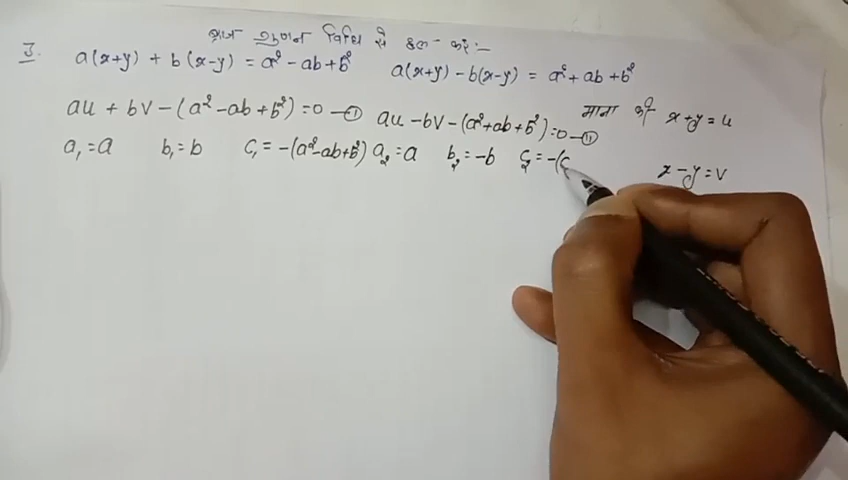 वज्र गुणन विधि से हल करें:-
3. a(x+y) + b(x-y) = a² - ab + b² a(x+y) - b(x-y) = a² + ab + b²
au + bv - (a² - ab + b²) = 0 - ① au - bv - (a² + ab + b²) = 0 - ⑪ माना की x + y = u
a₁ = a b₁ = b c₁ = -(a² - ab + b²) a₂ = a b₂ = -b c₂ = -( x - y = v